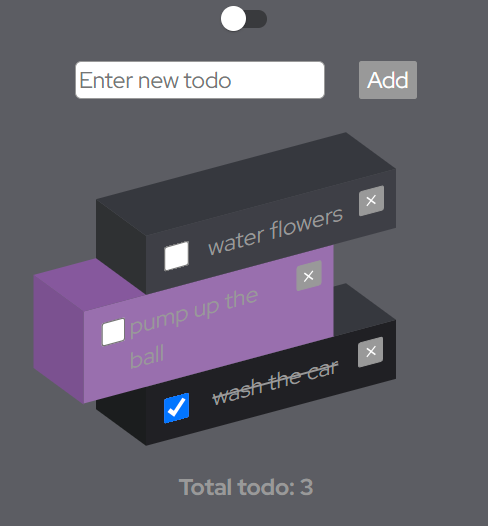 Enter new todo
Add
water flowers
×
pump up the
ball
×
wash the car
×
Total todo: 3